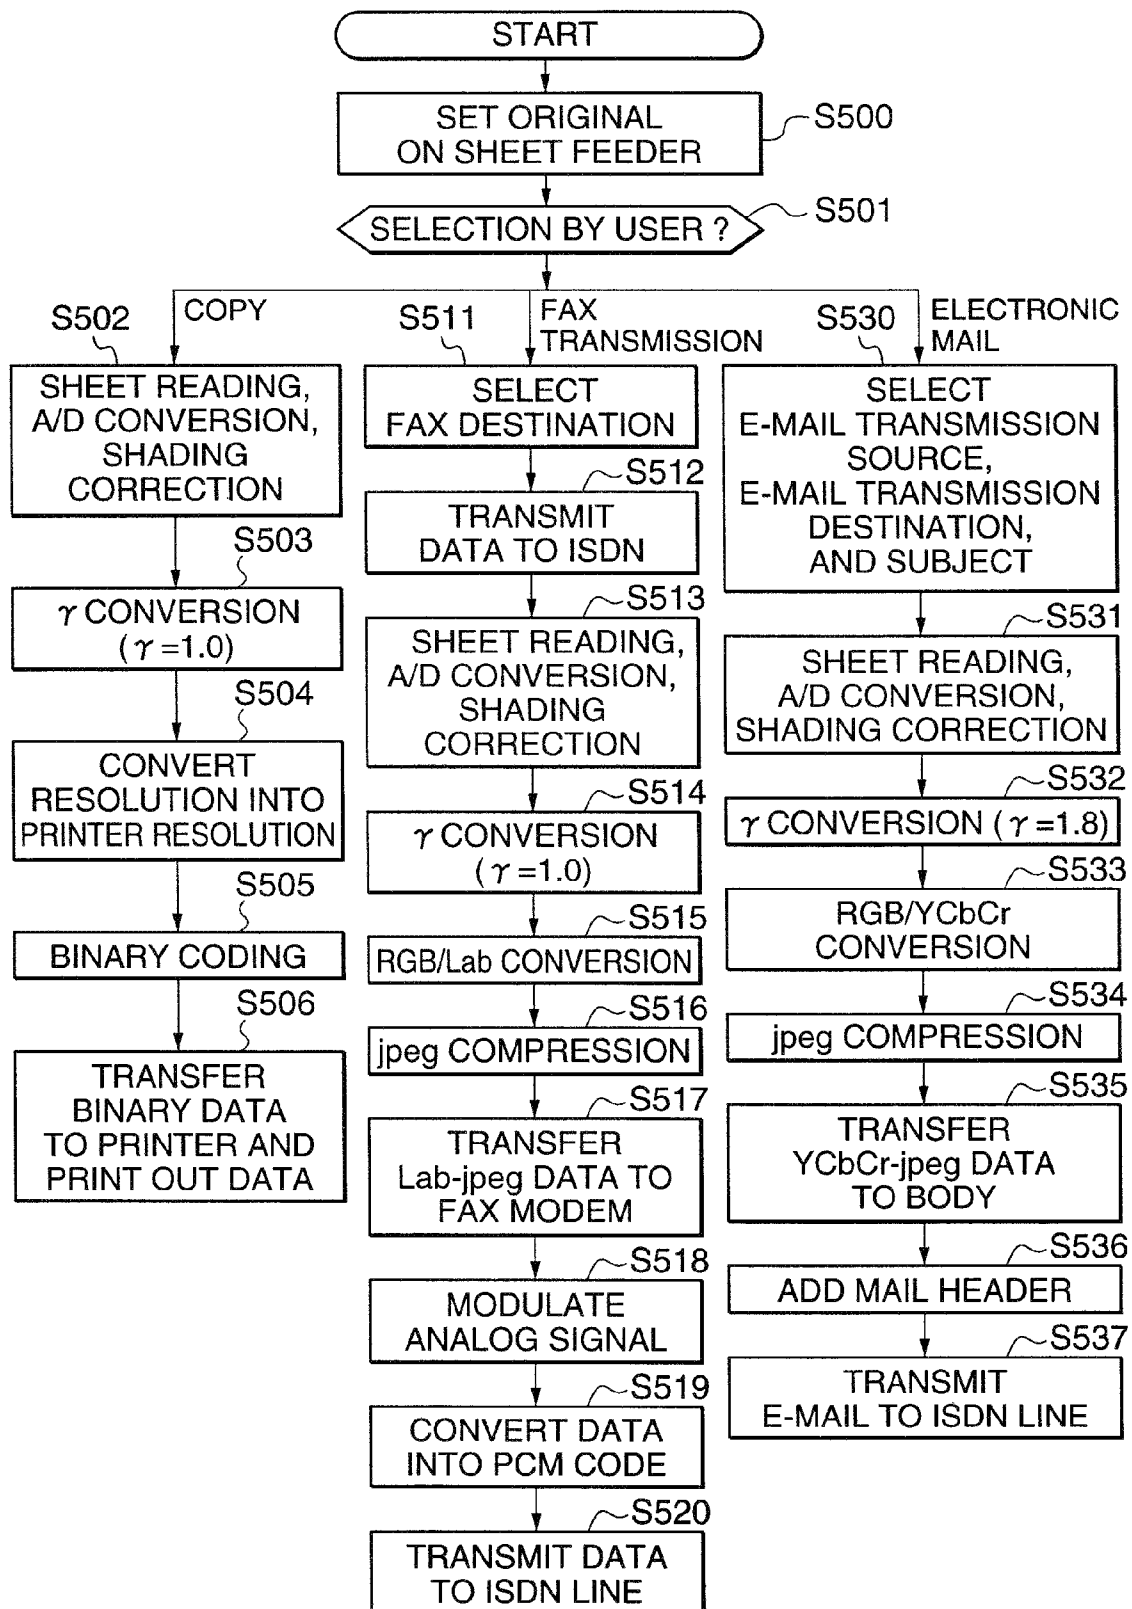 START
SET ORIGINAL
ON SHEET FEEDER
S500
SELECTION BY USER ?
S501
COPY
S502
SHEET READING,
A/D CONVERSION,
SHADING
CORRECTION
S503
γ CONVERSION
(γ=1.0)
S504
CONVERT
RESOLUTION INTO
PRINTER RESOLUTION
S505
BINARY CODING
S506
TRANSFER
BINARY DATA
TO PRINTER AND
PRINT OUT DATA
FAX
TRANSMISSION
S511
SELECT
FAX DESTINATION
S512
TRANSMIT
DATA TO ISDN
S513
SHEET READING,
A/D CONVERSION,
SHADING
CORRECTION
S514
γ CONVERSION
(γ=1.0)
S515
RGB/Lab CONVERSION
S516
jpeg COMPRESSION
S517
TRANSFER
Lab-jpeg DATA TO
FAX MODEM
S518
MODULATE
ANALOG SIGNAL
S519
CONVERT DATA
INTO PCM CODE
S520
TRANSMIT DATA
TO ISDN LINE
ELECTRONIC
MAIL
S530
SELECT
E-MAIL TRANSMISSION
SOURCE,
E-MAIL TRANSMISSION
DESTINATION,
AND SUBJECT
S531
SHEET READING,
A/D CONVERSION,
SHADING CORRECTION
S532
γ CONVERSION (γ=1.8)
S533
RGB/YCbCr
CONVERSION
S534
jpeg COMPRESSION
S535
TRANSFER
YCbCr-jpeg DATA
TO BODY
S536
ADD MAIL HEADER
S537
TRANSMIT
E-MAIL TO ISDN LINE